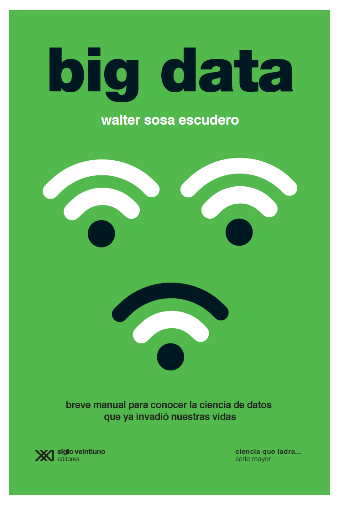 big data
walter sosa escudero
breve manual para conocer la ciencia de datos
que ya invadió nuestras vidas
siglo veintiuno
editores
ciencia que ladra...
serie mayor